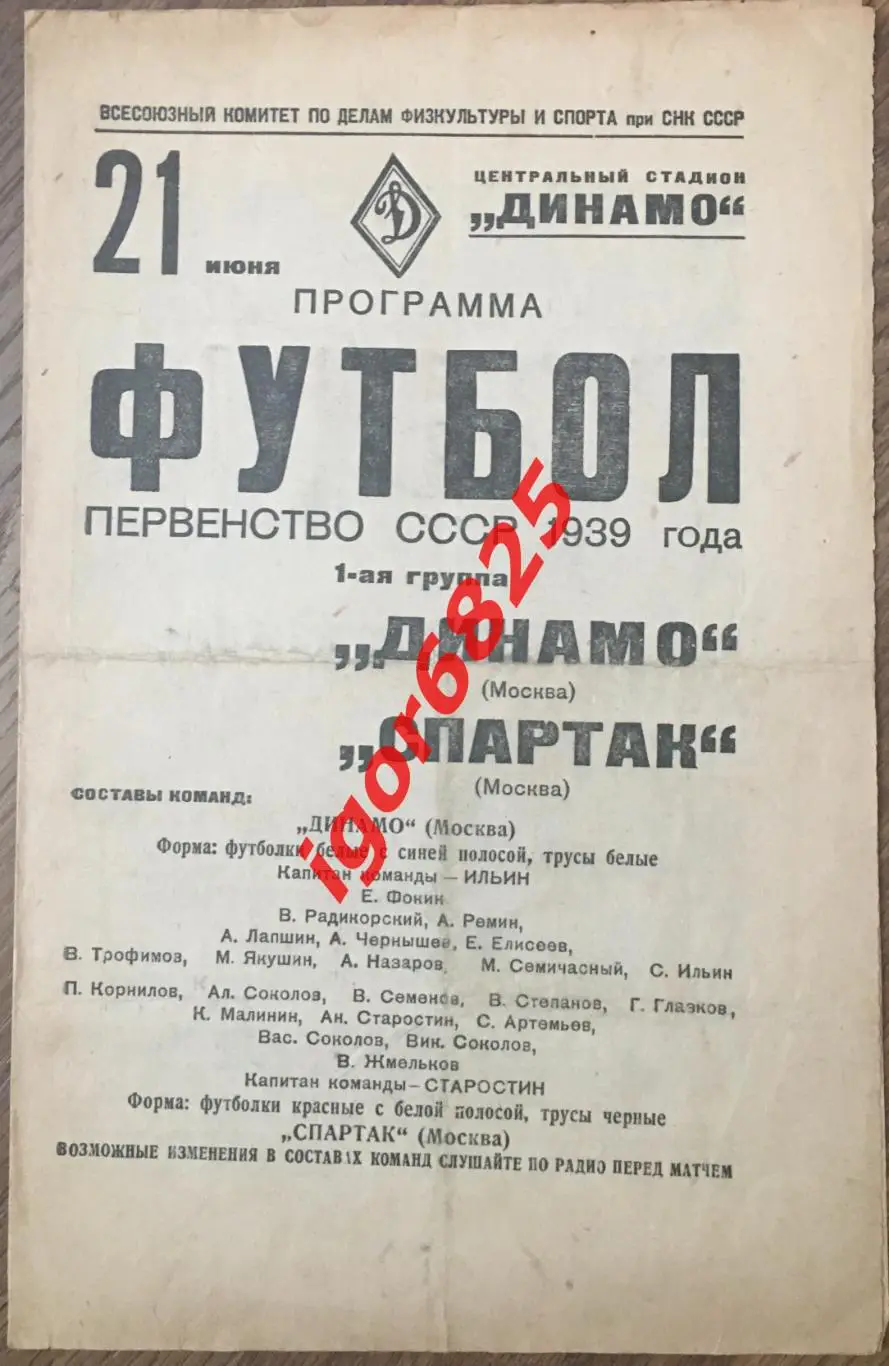 ВСЕСОЮЗНЫЙ КОМИТЕТ ПО ДЕЛАМ ФИЗКУЛЬТУРЫ И СПОРТА при СНК СССР
21 июня
Д
ЦЕНТРАЛЬНЫЙ СТАДИОН
„ДИНАМО“
ПРОГРАММА
ФУТБОЛ
ПЕРВЕНСТВО СССР 1939 года
1-ая группа
„ДИНАМО“
(Москва)
„СПАРТАК“
(Москва)
СОСТАВЫ КОМАНД:
„ДИНАМО“ (Москва)
Форма: футболки белые с синей полосой, трусы белые
Капитан команды – ИЛЬИН
Е. Фокин
В. Радикорский, А. Ремин,
А. Лапшин, А. Чернышев, Е. Елисеев,
В. Трофимов, М. Якушин, А. Назаров, М. Семичасный, С. Ильин
П. Корнилов, Ал. Соколов, В. Семенов, В. Степанов, Г. Глазков,
К. Малинин, Ан. Старостин, С. Артемьев,
Вас. Соколов, Вик. Соколов,
В. Жмельков
Капитан команды – СТАРОСТИН
Форма: футболки красные с белой полосой, трусы черные
„СПАРТАК“ (Москва)
ВОЗМОЖНЫЕ ИЗМЕНЕНИЯ В СОСТАВАХ КОМАНД СЛУШАЙТЕ ПО РАДИО ПЕРЕД МАТЧЕМ
igor6825